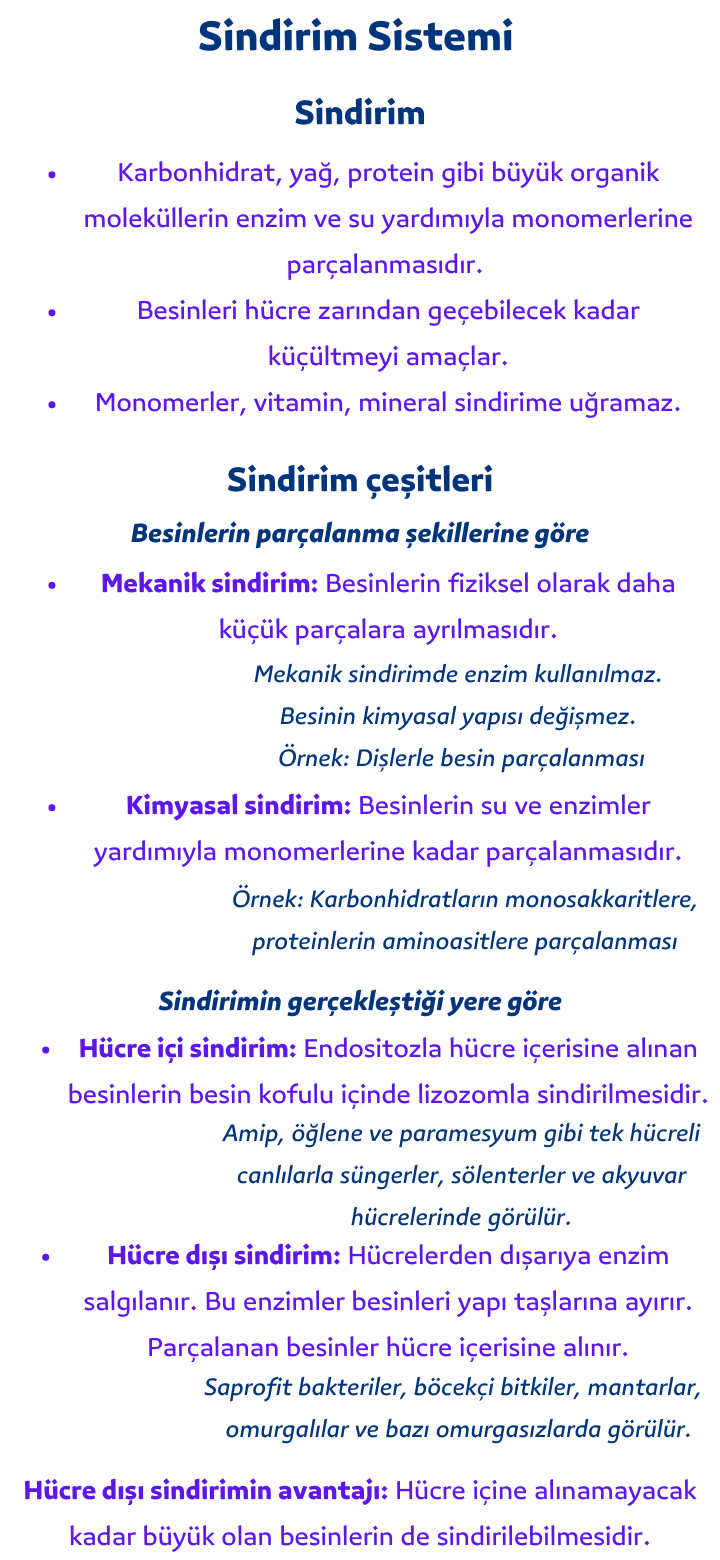 Sindirim Sistemi
Sindirim
• Karbonhidrat, yağ, protein gibi büyük organik
moleküllerin enzim ve su yardımıyla monomerlerine
parçalanmasıdır.
• Besinleri hücre zarından geçebilecek kadar
küçültmeyi amaçlar.
• Monomerler, vitamin, mineral sindirime uğramaz.
Sindirim çeşitleri
Besinlerin parçalanma şekillerine göre
• Mekanik sindirim: Besinlerin fiziksel olarak daha
küçük parçalara ayrılmasıdır.
Mekanik sindirimde enzim kullanılmaz.
Besinin kimyasal yapısı değişmez.
Örnek: Dişlerle besin parçalanması
• Kimyasal sindirim: Besinlerin su ve enzimler
yardımıyla monomerlerine kadar parçalanmasıdır.
Örnek: Karbonhidratların monosakkaritlere,
proteinlerin aminoasitlere parçalanması
Sindirimin gerçekleştiği yere göre
• Hücre içi sindirim: Endositozla hücre içerisine alınan
besinlerin besin kofulu içinde lizozomla sindirilmesidir.
Amip, öğlene ve paramesyum gibi tek hücreli
canlılarla süngerler, sölenterler ve akyuvar
hücrelerinde görülür.
• Hücre dışı sindirim: Hücrelerden dışarıya enzim
salgılanır. Bu enzimler besinleri yapı taşlarına ayırır.
Parçalanan besinler hücre içerisine alınır.
Saprofit bakteriler, böcekçi bitkiler, mantarlar,
omurgalılar ve bazı omurgasızlarda görülür.
Hücre dışı sindirimin avantajı: Hücre içine alınamayacak
kadar büyük olan besinlerin de sindirilebilmesidir.